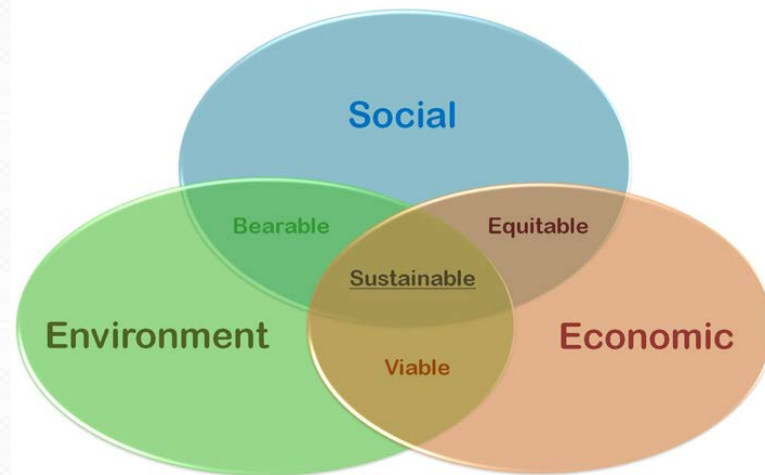 Social
Bearable
Equitable
Sustainable
Environment
Economic
Viable